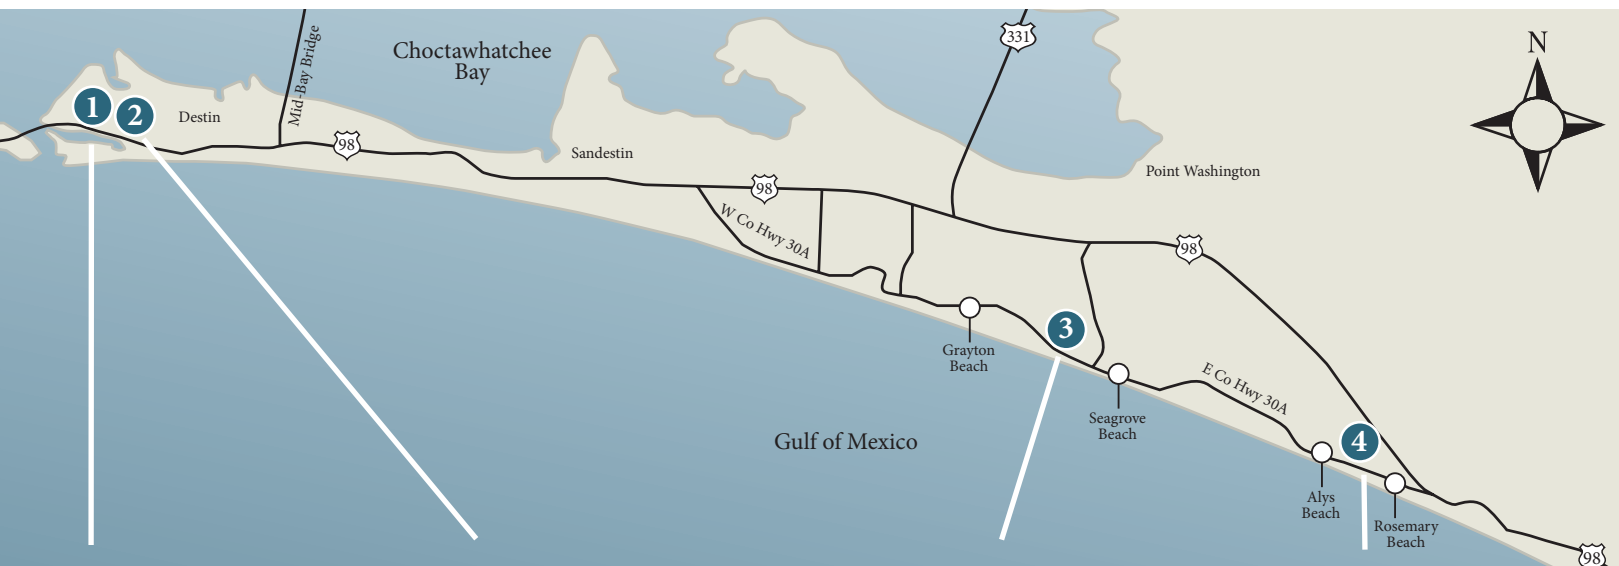 Choctawhatchee
Bay
Mid-Bay Bridge
331
N
1
2
Destin
98
Sandestin
98
Point Washington
W Co Hwy 30A
98
3
Grayton
Beach
E Co Hwy 30A
Seagrove
Beach
Gulf of Mexico
4
Alys
Beach
Rosemary
Beach
98